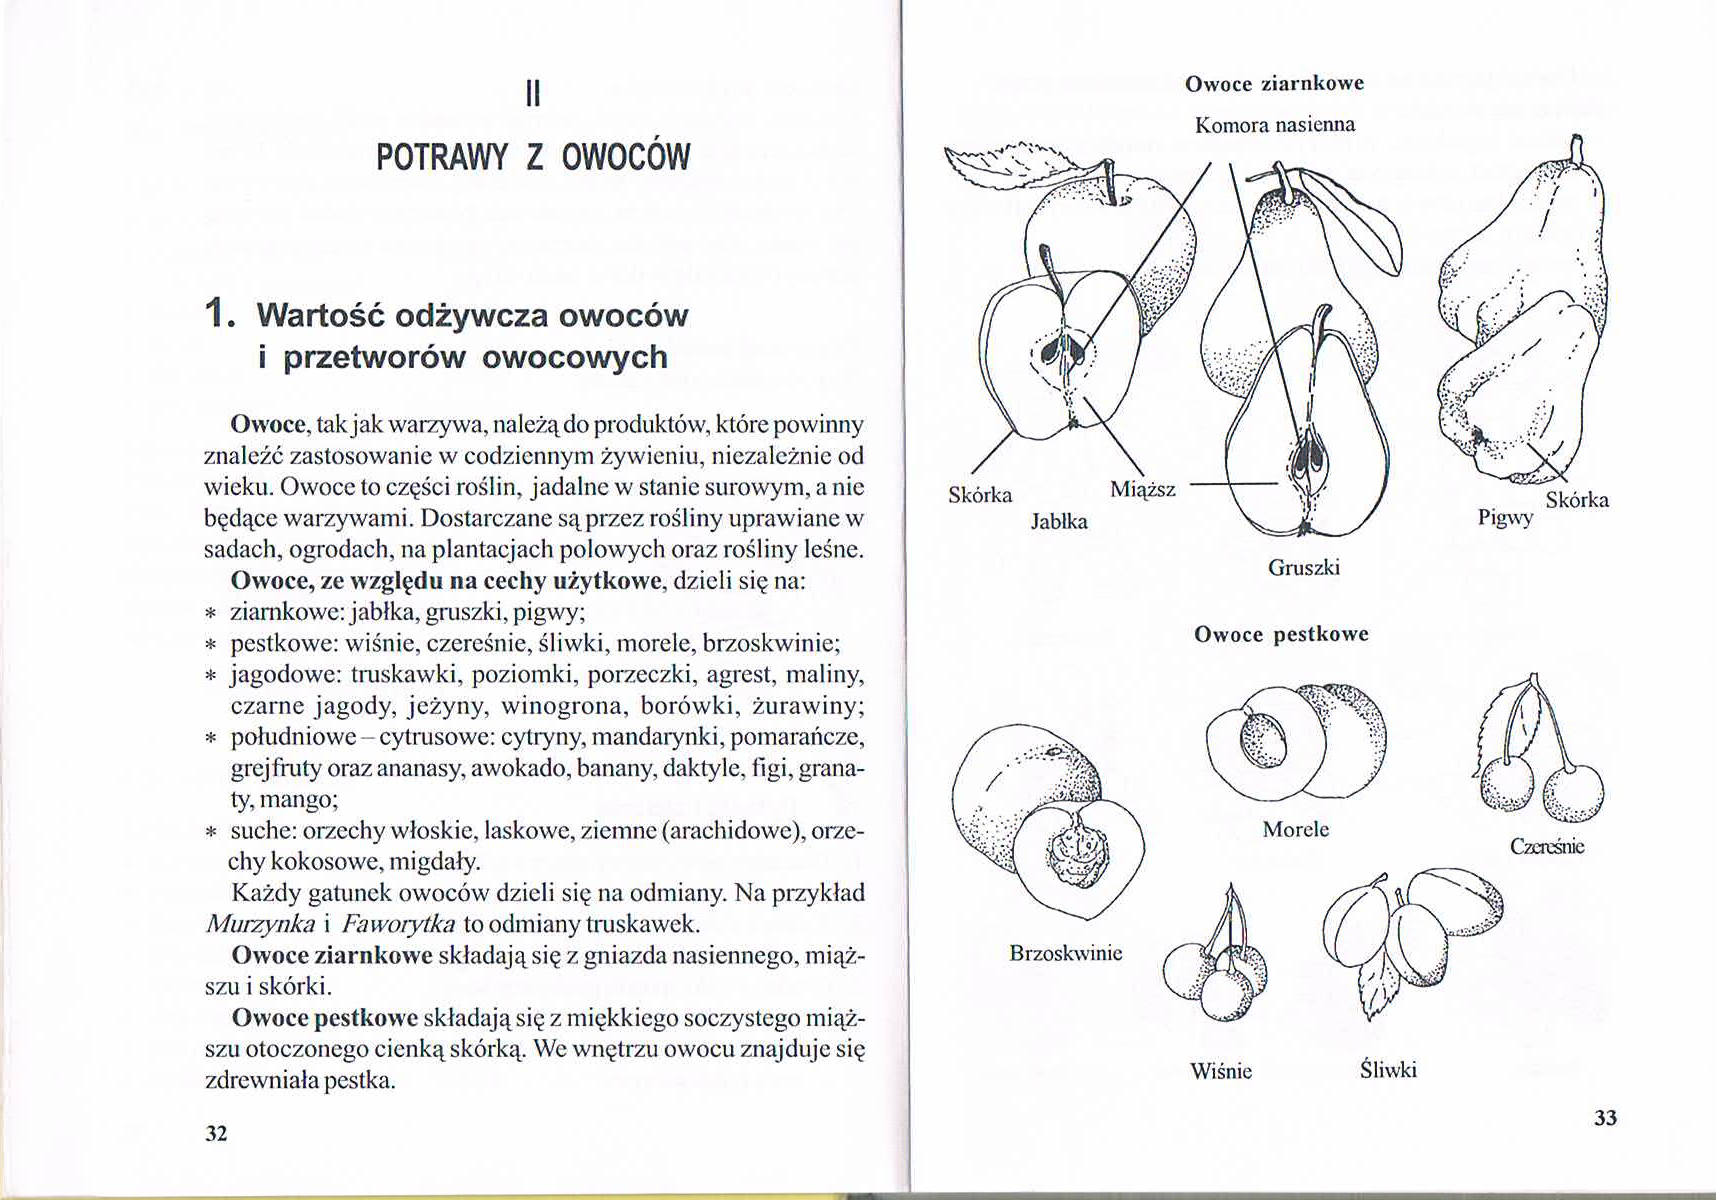 II
POTRAWY Z OWOCÓW
1. Wartość odżywcza owoców
i przetworów owocowych
Owoce, tak jak warzywa, należą do produktów, które powinny
znaleźć zastosowanie w codziennym żywieniu, niezależnie od
wieku. Owoce to części roślin, jadalne w stanie surowym, a nie
będące warzywami. Dostarczane są przez rośliny uprawiane w
sadach, ogrodach, na plantacjach polowych oraz rośliny leśne.
Owoce, ze względu na cechy użytkowe, dzieli się na:
* ziarnkowe: jabłka, gruszki, pigwy;
* pestkowe: wiśnie, czereśnie, śliwki, morele, brzoskwinie;
* jagodowe: truskawki, poziomki, porzeczki, agrest, maliny,
czarne jagody, jeżyny, winogrona, borówki, żurawiny;
* południowe – cytrusowe: cytryny, mandarynki, pomarańcze,
grejfruty oraz ananasy, awokado, banany, daktyle, figi, grana-
ty, mango;
* suche: orzechy włoskie, laskowe, ziemne (arachidowe), orze-
chy kokosowe, migdały.
Każdy gatunek owoców dzieli się na odmiany. Na przykład
Murzynka i Faworytka to odmiany truskawek.
Owoce ziarnkowe składają się z gniazda nasiennego, miąż-
szu i skórki.
Owoce pestkowe składają się z miękkiego soczystego miąż-
szu otoczonego cienką skórką. We wnętrzu owocu znajduje się
zdrewniała pestka.
32
Owoce ziarnkowe
Komora nasienna
Skórka
Miąższ
Jabłka
Skórka
Pigwy
Gruszki
Owoce pestkowe
Morele
Czereśnie
Brzoskwinie
Wiśnie
Śliwki
33